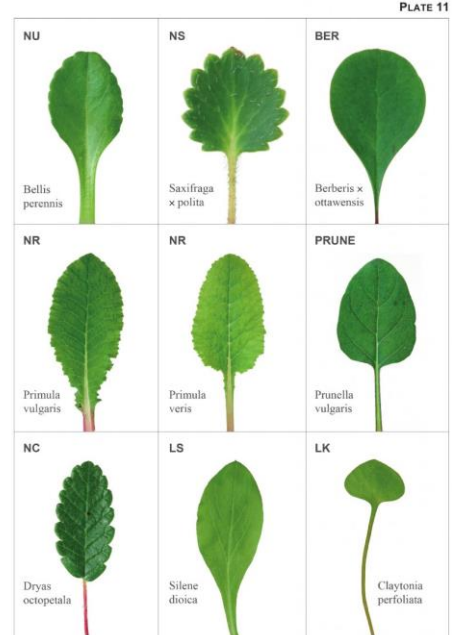 PLATE 11
NU
Bellis
perennis
NS
Saxifraga
× polita
BER
Berberis ×
ottawensis
NR
Primula
vulgaris
NR
Primula
veris
PRUNE
Prunella
vulgaris
NC
Dryas
octopetala
LS
Silene
dioica
LK
Claytonia
perfoliata